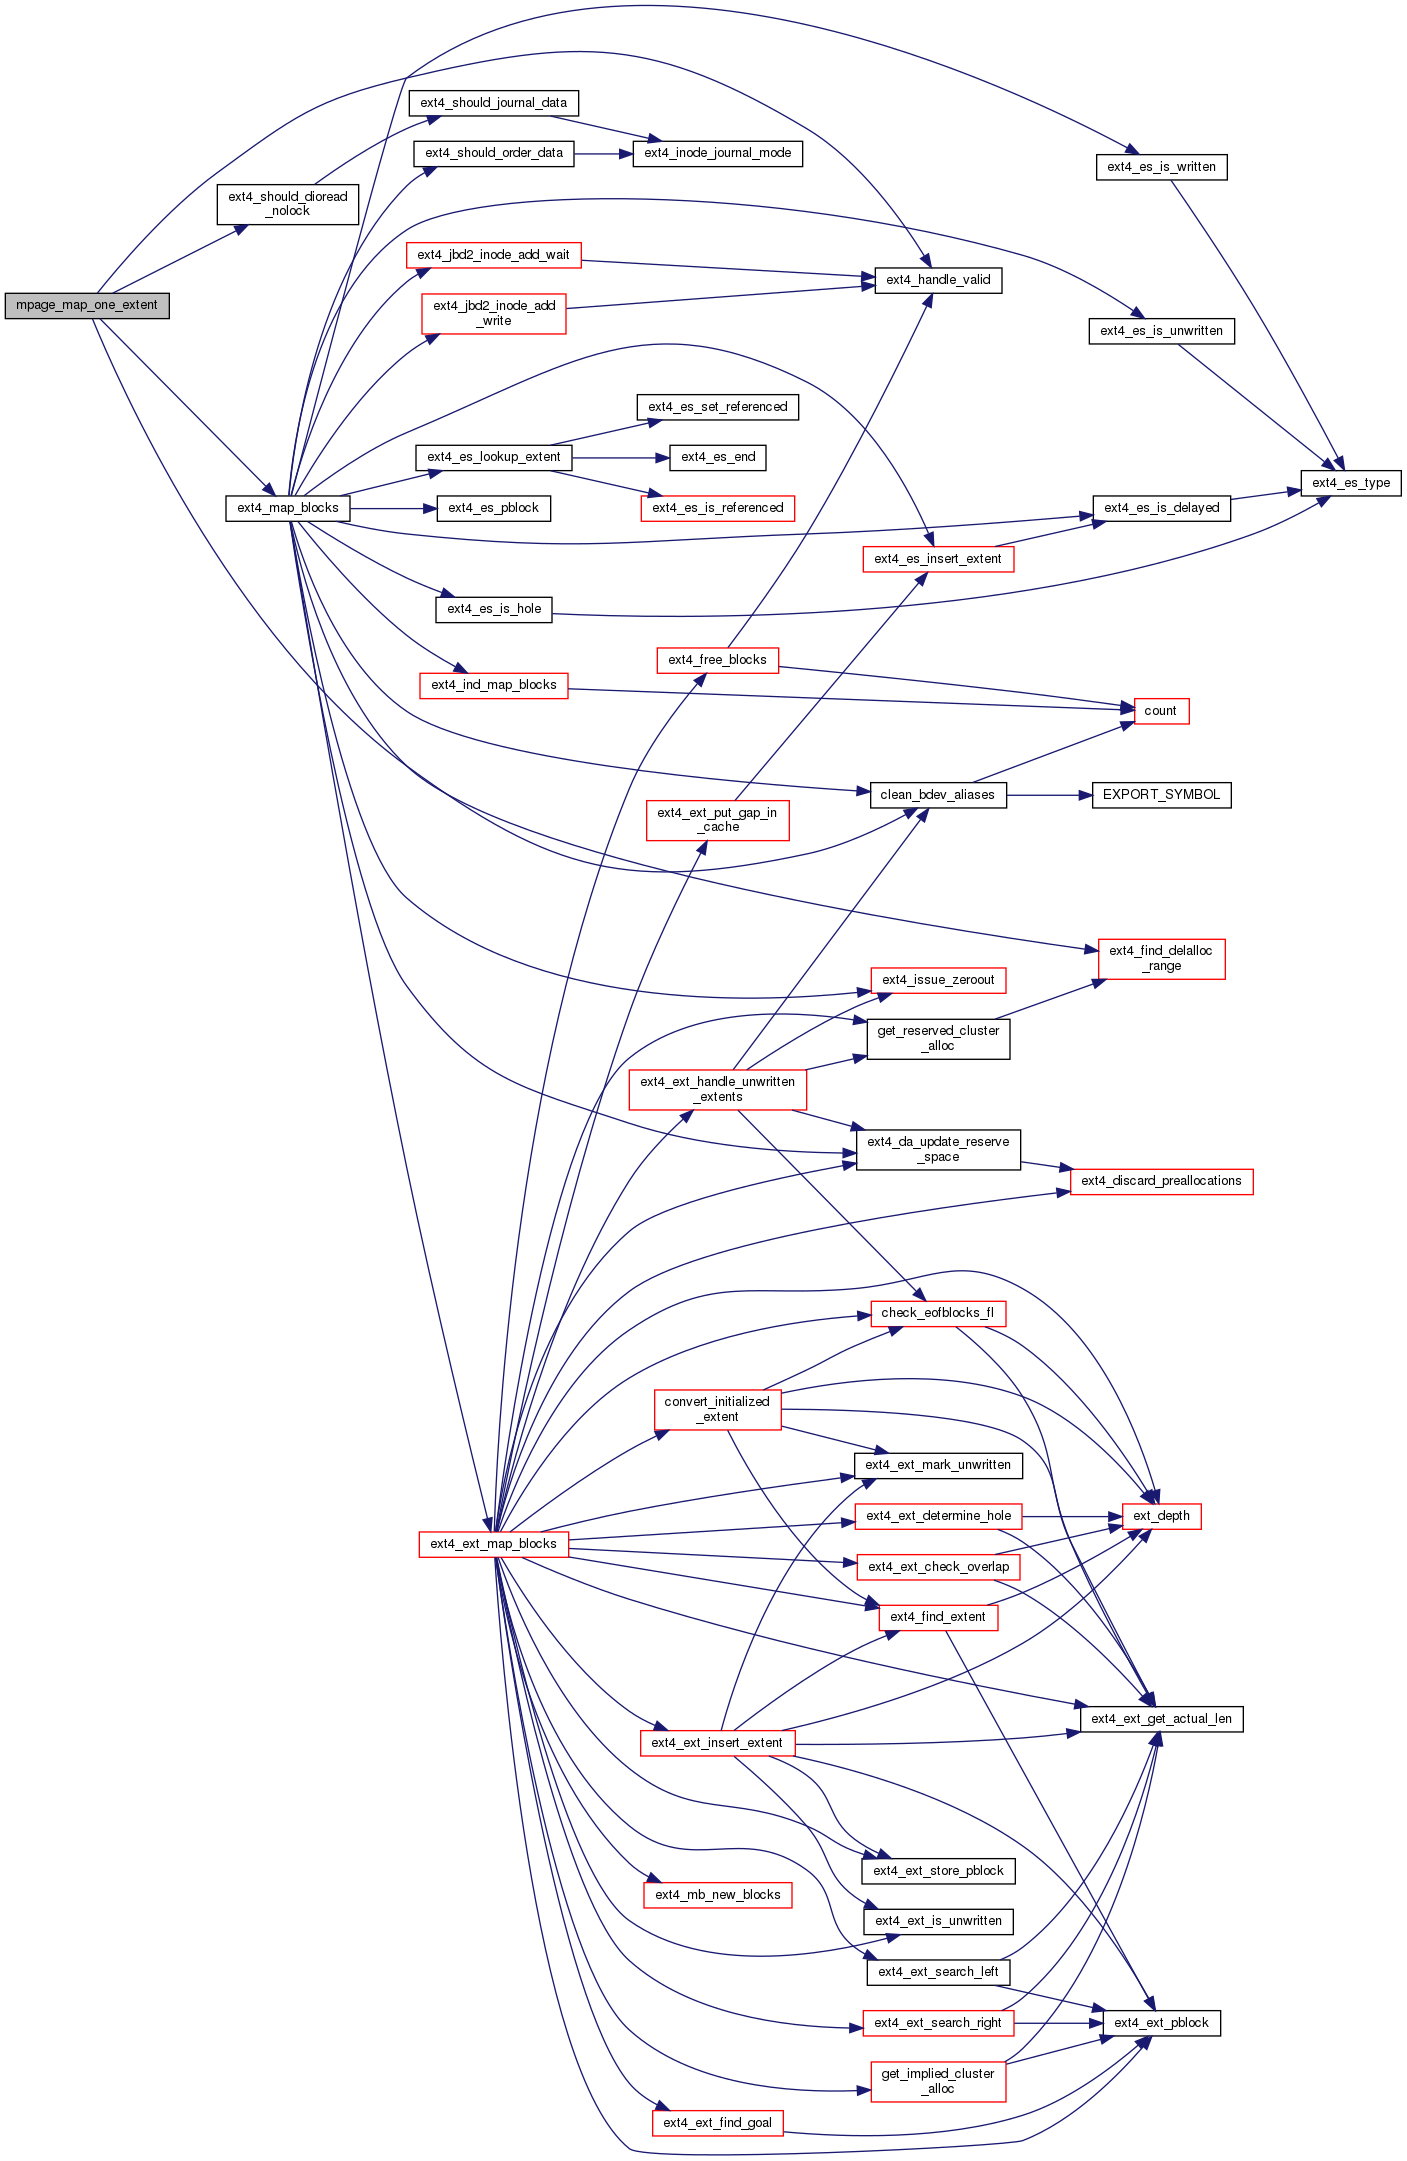 ext4_should_journal_data
ext4_should_order_data
ext4_inode_journal_mode
ext4_es_is_written
ext4_should_dioread
_nolock
ext4_jbd2_inode_add_wait
ext4_handle_valid
mpage_map_one_extent
ext4_jbd2_inode_add
_write
ext4_es_is_unwritten
ext4_es_set_referenced
ext4_es_lookup_extent
ext4_es_end
ext4_es_type
ext4_map_blocks
ext4_es_pblock
ext4_es_is_referenced
ext4_es_is_delayed
ext4_es_insert_extent
ext4_es_is_hole
ext4_free_blocks
ext4_ind_map_blocks
count
clean_bdev_aliases
EXPORT_SYMBOL
ext4_ext_put_gap_in
_cache
ext4_find_delalloc
_range
ext4_issue_zeroout
get_reserved_cluster
_alloc
ext4_ext_handle_unwritten
_extents
ext4_da_update_reserve
_space
ext4_discard_preallocations
check_eofblocks_fl
convert_initialized
_extent
ext4_ext_mark_unwritten
ext4_ext_determine_hole
ext_depth
ext4_ext_map_blocks
ext4_ext_check_overlap
ext4_find_extent
ext4_ext_get_actual_len
ext4_ext_insert_extent
ext4_ext_store_pblock
ext4_mb_new_blocks
ext4_ext_is_unwritten
ext4_ext_search_left
ext4_ext_search_right
ext4_ext_pblock
get_implied_cluster
_alloc
ext4_ext_find_goal